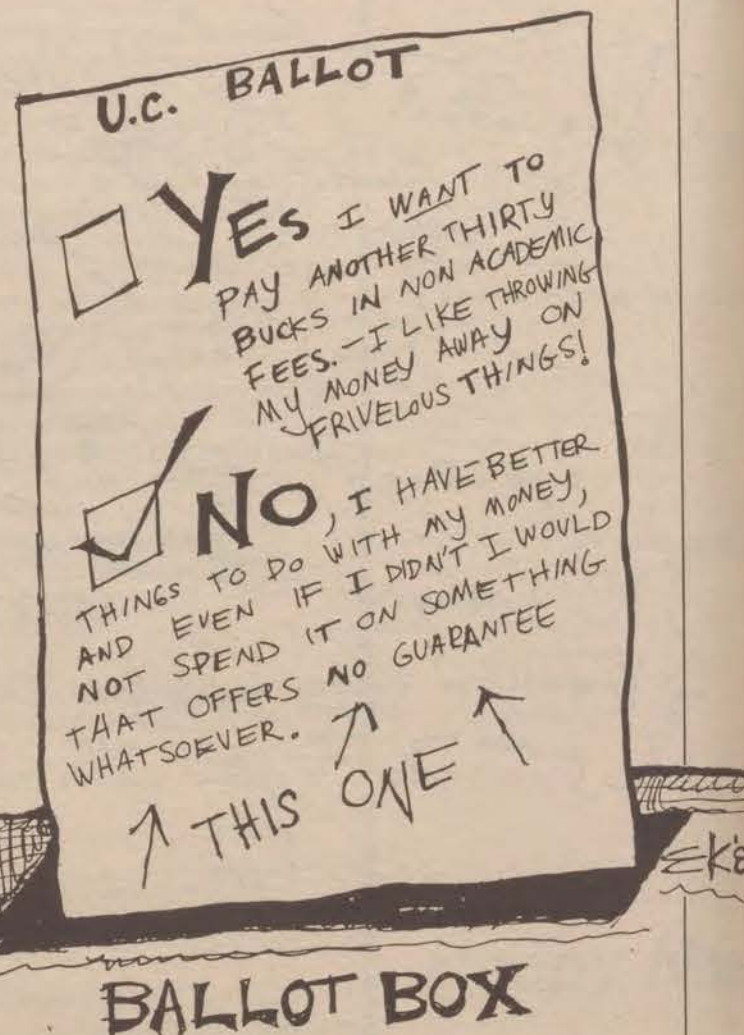 U.C. BALLOT
YES I WANT TO
PAY ANOTHER THIRTY
BUCKS IN NON ACADEMIC
FEES. - I LIKE THROWING
MY MONEY AWAY ON
FRIVELOUS THINGS!
NO, I HAVE BETTER
THINGS TO DO WITH MY MONEY,
AND EVEN IF I DIDN'T I WOULD
NOT SPEND IT ON SOMETHING
THAT OFFERS NO GUARANTEE
WHATSOEVER.
THIS ONE
BALLOT BOX